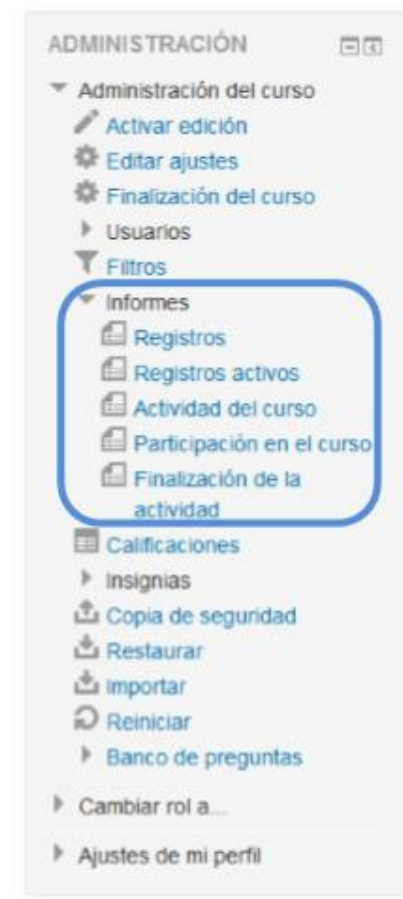 ADMINISTRACIÓN
Administración del curso
Activar edición
Editar ajustes
Finalización del curso
Usuarios
Filtros
Informes
Registros
Registros activos
Actividad del curso
Participación en el curso
Finalización de la
actividad
Calificaciones
Insignias
Copia de seguridad
Restaurar
Importar
Reiniciar
Banco de preguntas
Cambiar rol a...
Ajustes de mi perfil